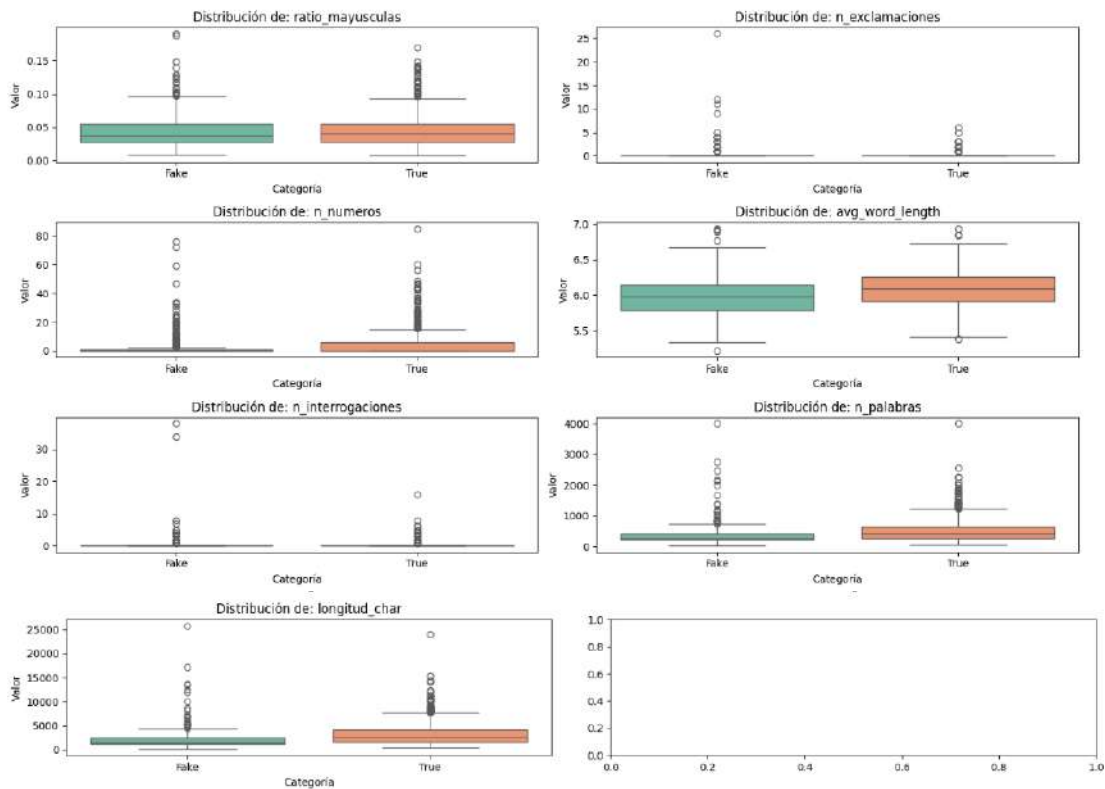 Distribución de: ratio_mayusculas
Valor
0.15
0.10
0.05
0.00
Fake
True
Categoría
Distribución de: n_exclamaciones
Valor
25
20
15
10
5
0
Fake
True
Categoría
Distribución de: n_numeros
Valor
80
60
40
20
0
Fake
True
Categoría
Distribución de: avg_word_length
Valor
7.0
6.5
6.0
5.5
Fake
True
Categoría
Distribución de: n_interrogaciones
Valor
30
20
10
0
Fake
True
Categoría
Distribución de: n_palabras
Valor
4000
3000
2000
1000
0
Fake
True
Categoría
Distribución de: longitud_char
Valor
25000
20000
15000
10000
5000
0
Fake
True
Categoría
1.0
0.8
0.6
0.4
0.2
0.0
0.0
0.2
0.4
0.6
0.8
1.0